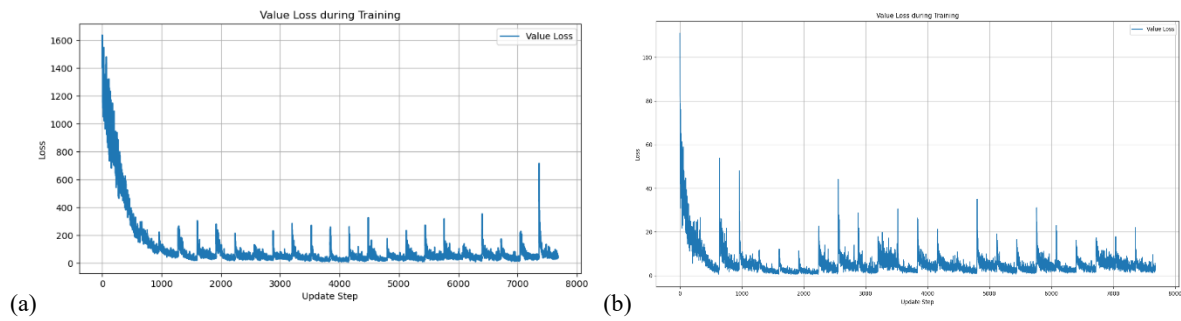 Value Loss during Training
Value Loss
1600
1400
1200
1000
800
600
400
200
0
Loss
0 1000 2000 3000 4000 5000 6000 7000 8000
Update Step
(a)
Value Loss during Training
Value Loss
100
80
60
40
20
0
Loss
0 1000 2000 3000 4000 5000 6000 7000 8000
Update Step
(b)